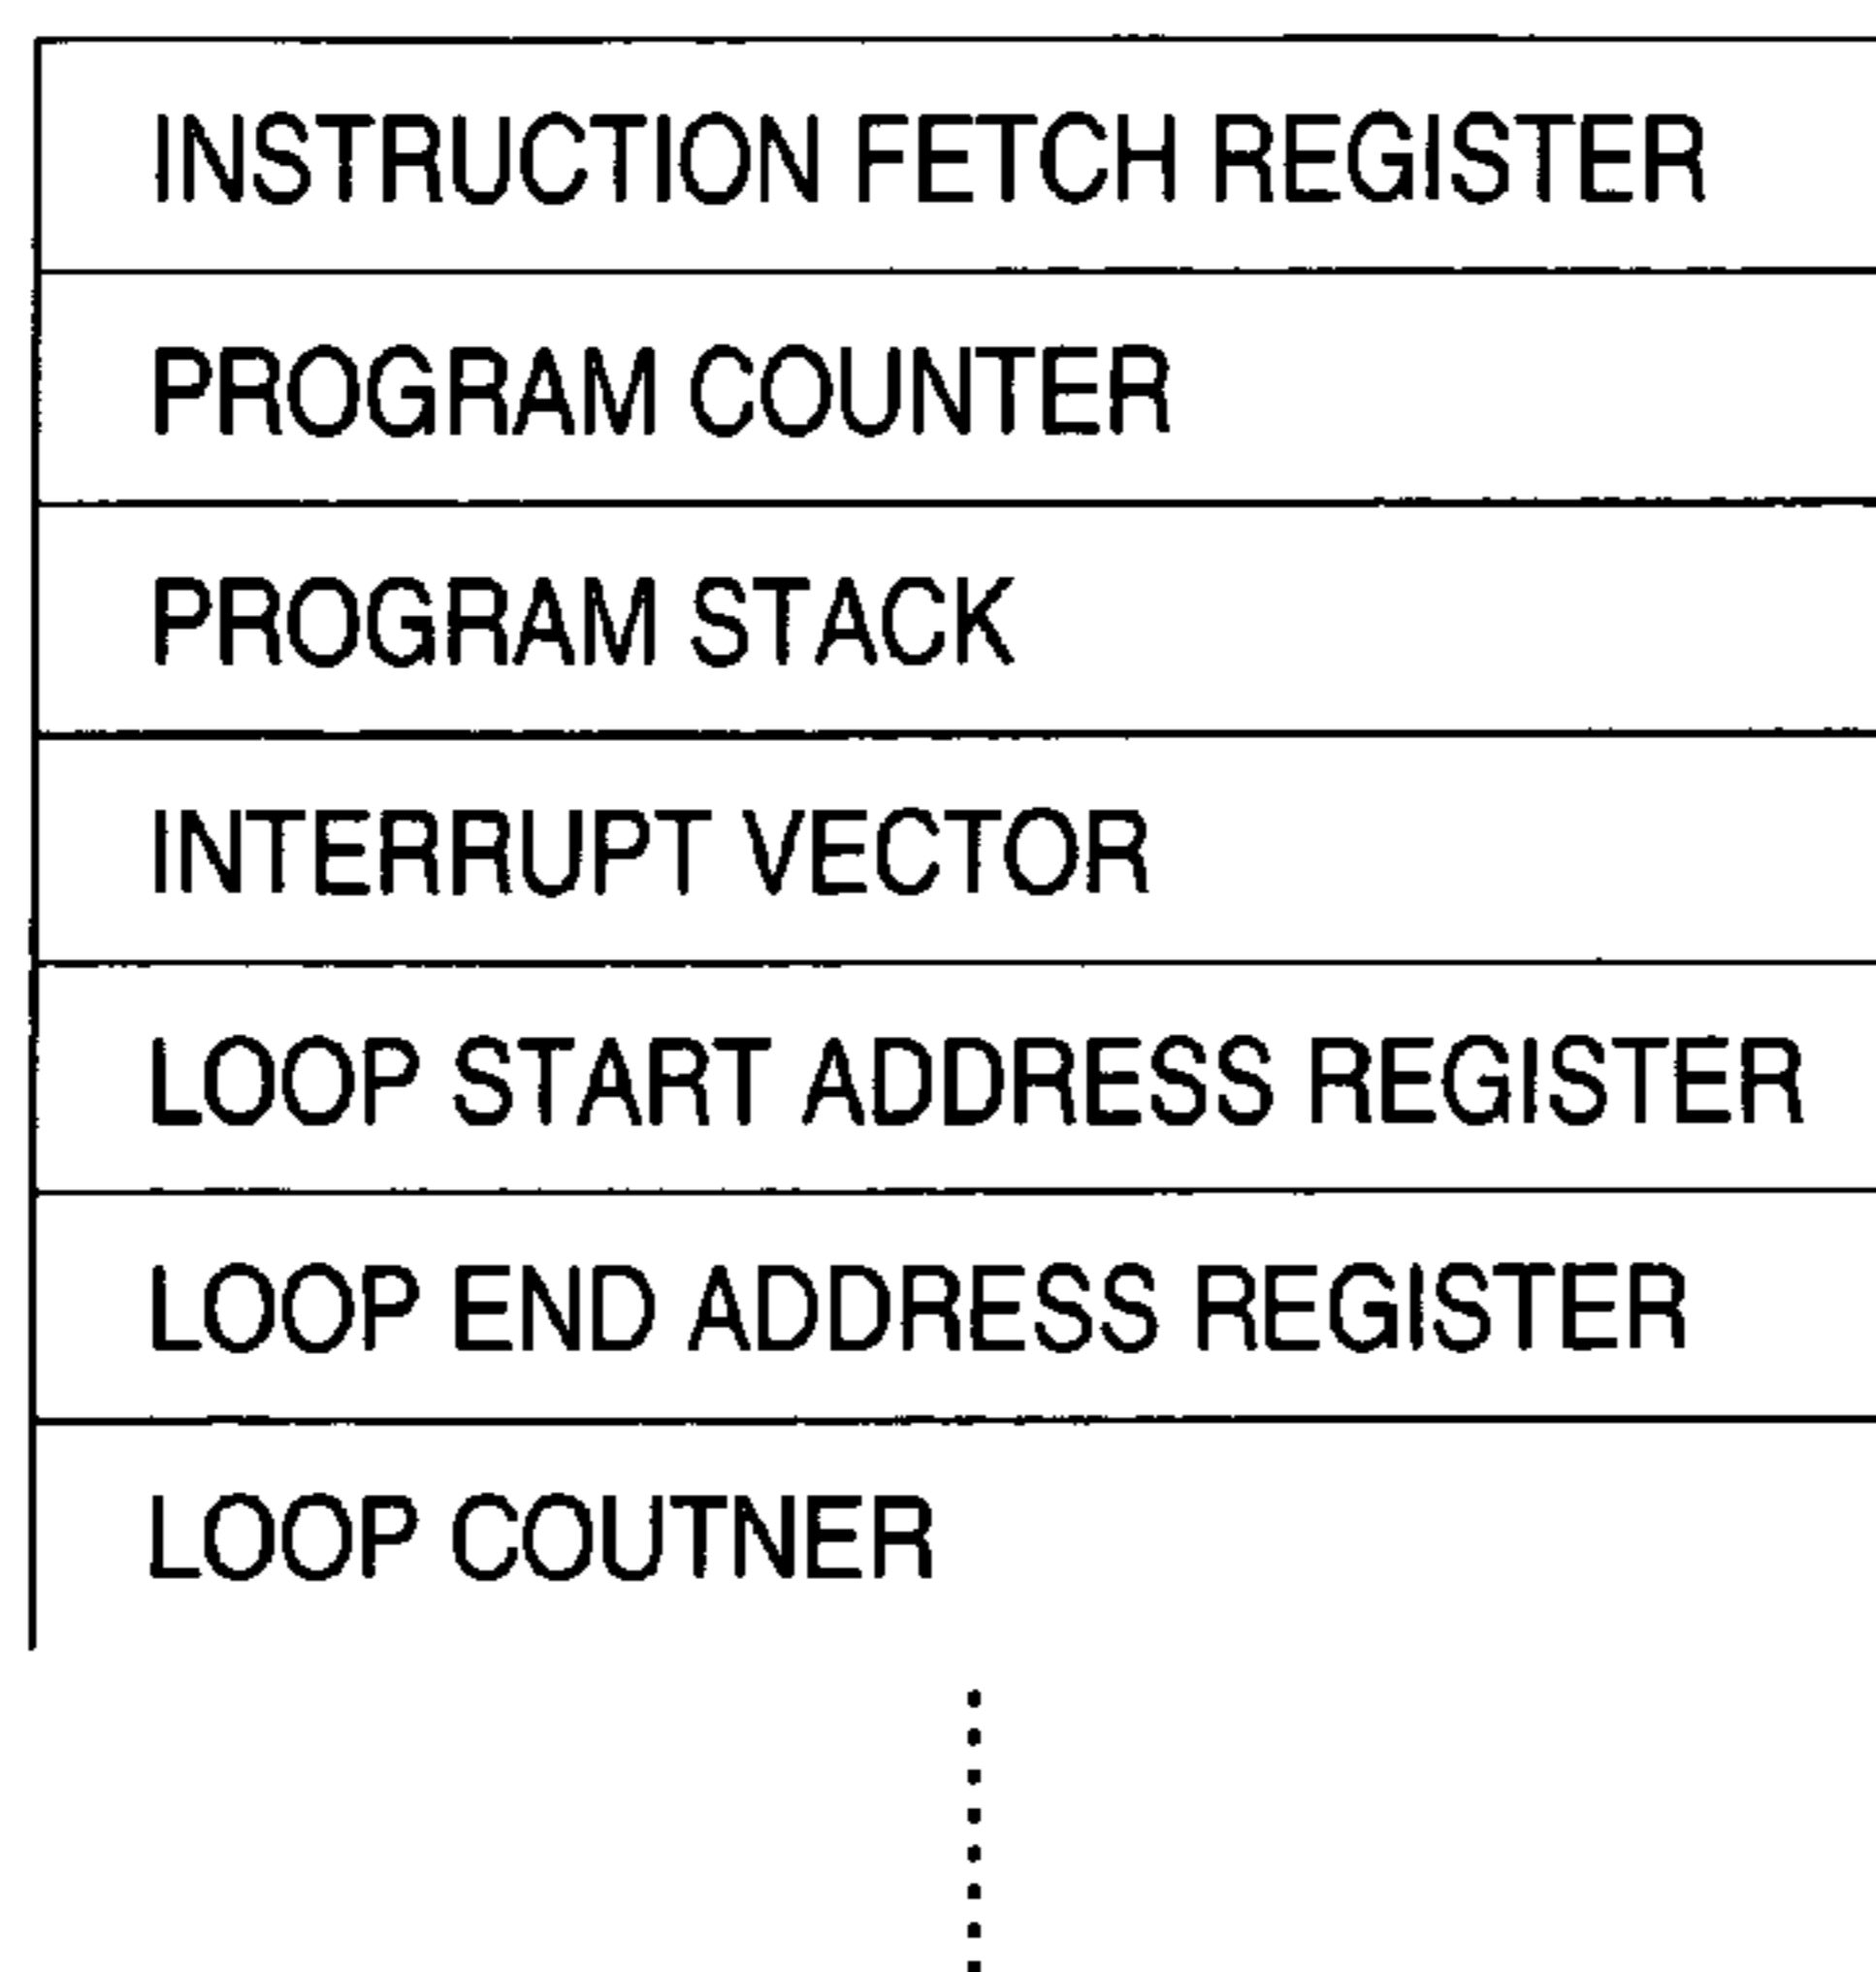 INSTRUCTION FETCH REGISTER
PROGRAM COUNTER
PROGRAM STACK
INTERRUPT VECTOR
LOOP START ADDRESS REGISTER
LOOP END ADDRESS REGISTER
LOOP COUTNER